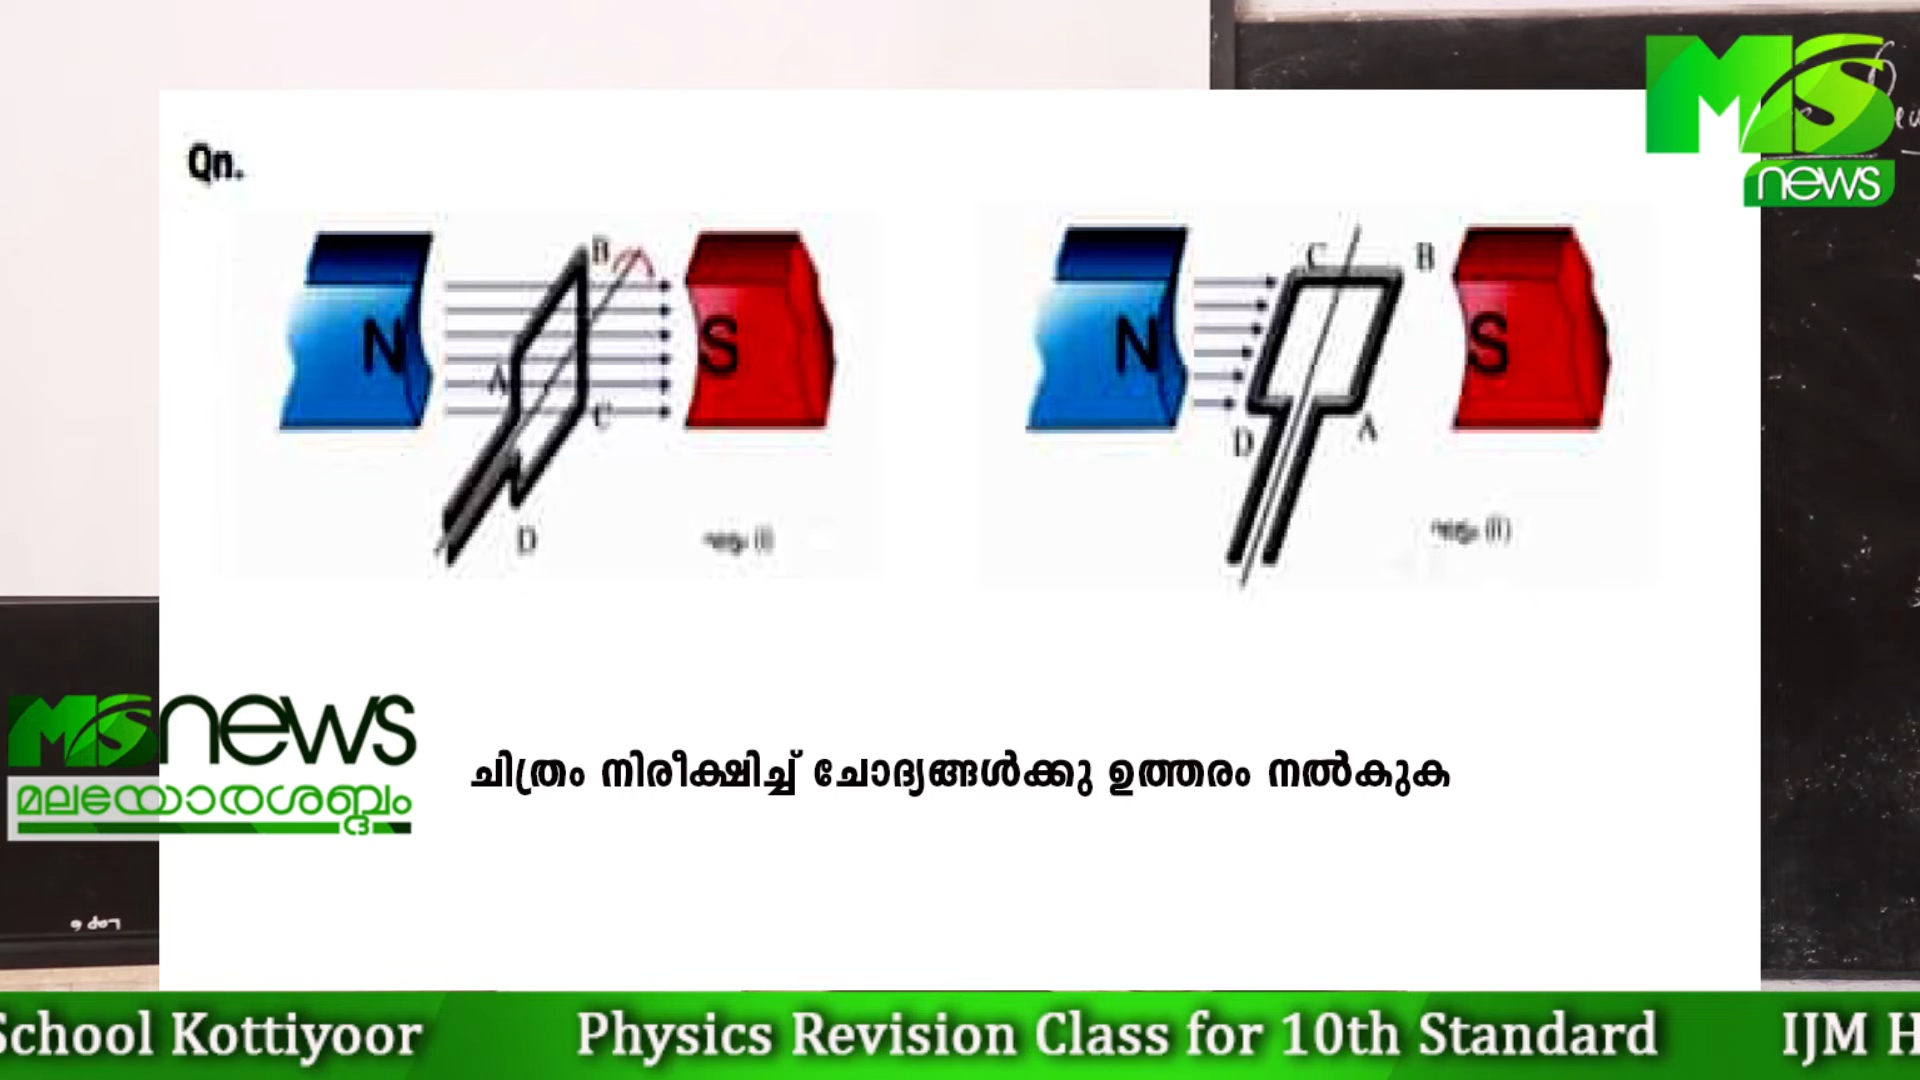 MS
news
Qn.
B
N
S
A
C
D
(i)
C
B
N
S
D
A
(ii)
MS news
മലയോരശബ്ദം
ചിത്രം നിരീക്ഷിച്ച് ചോദ്യങ്ങൾക്കു ഉത്തരം നൽകുക
School Kottiyoor
Physics Revision Class for 10th Standard
IJM H